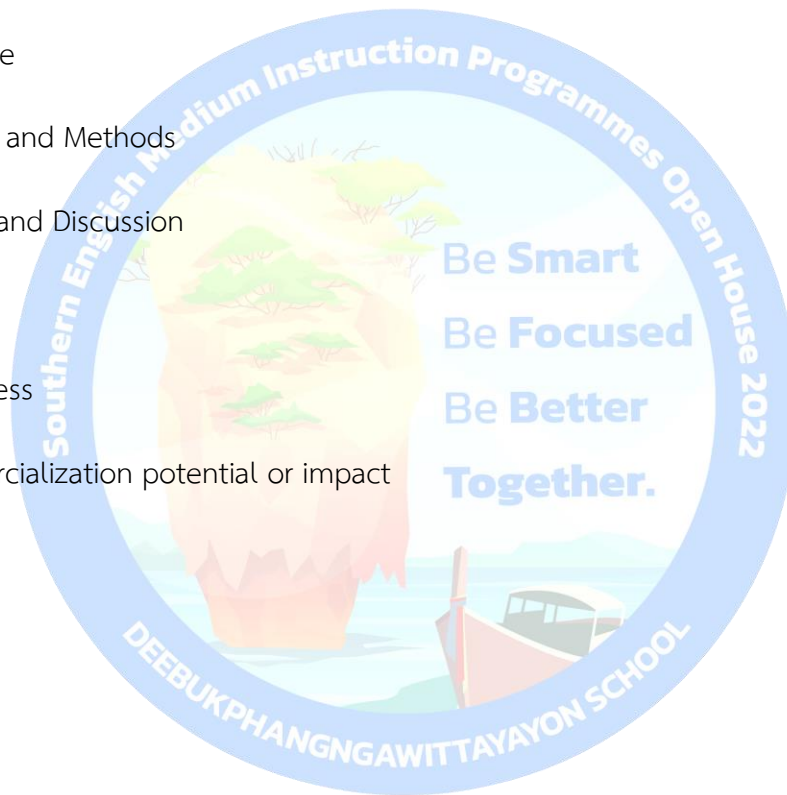 e
and Methods
and Discussion
ess
rcialization potential or impact
Southern English Medium Instruction Programmes Open House 2022
Be Smart
Be Focused
Be Better
Together.
DEEBUKPHANGNGAWITTAYAYON SCHOOL